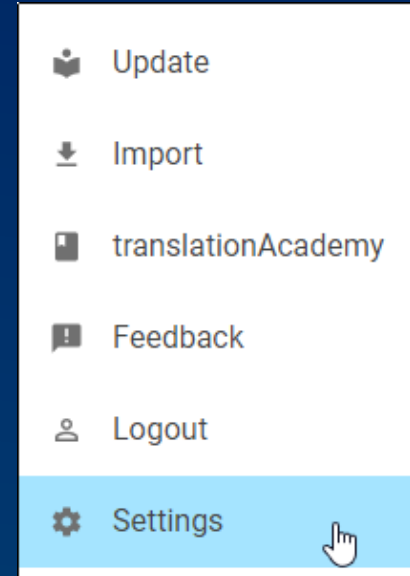 Update
Import
translationAcademy
Feedback
Logout
Settings